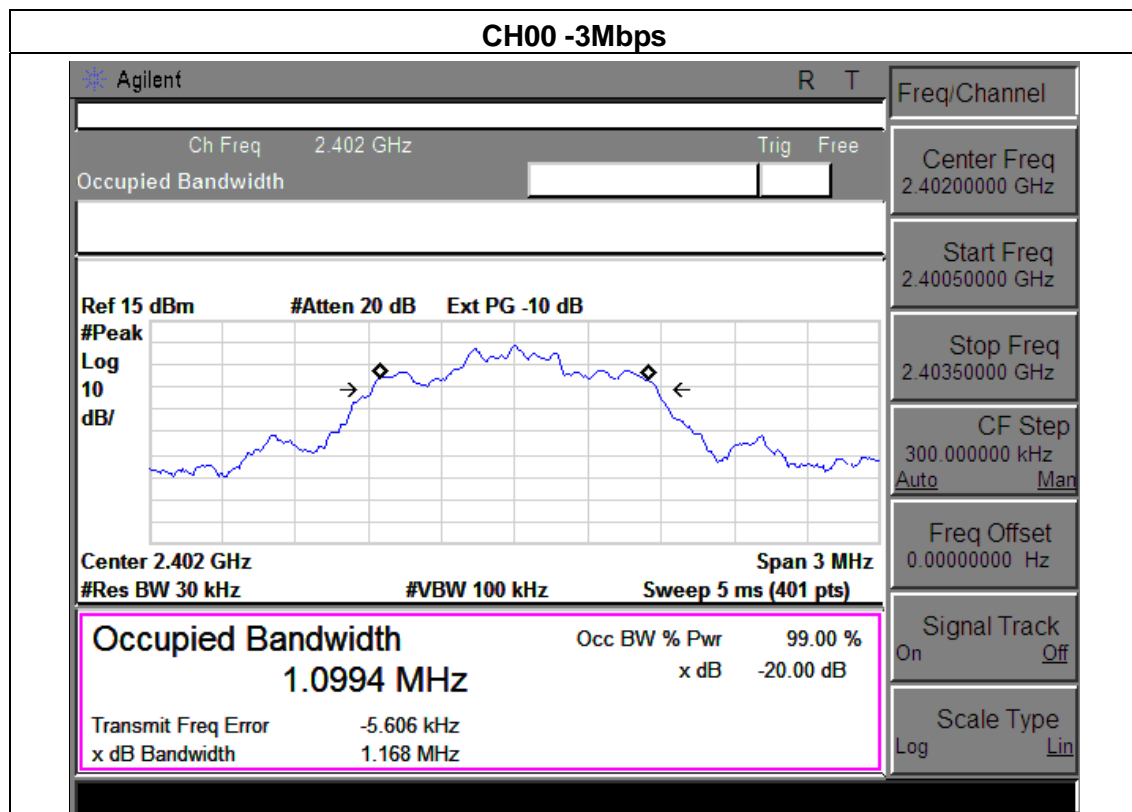 CH00 -3Mbps
Agilent R T
Ch Freq 2.402 GHz Trig Free
Occupied Bandwidth
Ref 15 dBm #Atten 20 dB Ext PG -10 dB
#Peak
Log
10
dB/
Center 2.402 GHz Span 3 MHz
#Res BW 30 kHz #VBW 100 kHz Sweep 5 ms (401 pts)
Occupied Bandwidth
1.0994 MHz
Occ BW % Pwr 99.00 %
x dB -20.00 dB
Transmit Freq Error -5.606 kHz
x dB Bandwidth 1.168 MHz
Freq/Channel
Center Freq
2.40200000 GHz
Start Freq
2.40050000 GHz
Stop Freq
2.40350000 GHz
CF Step
300.000000 kHz
Auto Man
Freq Offset
0.00000000 Hz
Signal Track
On Off
Scale Type
Log Lin